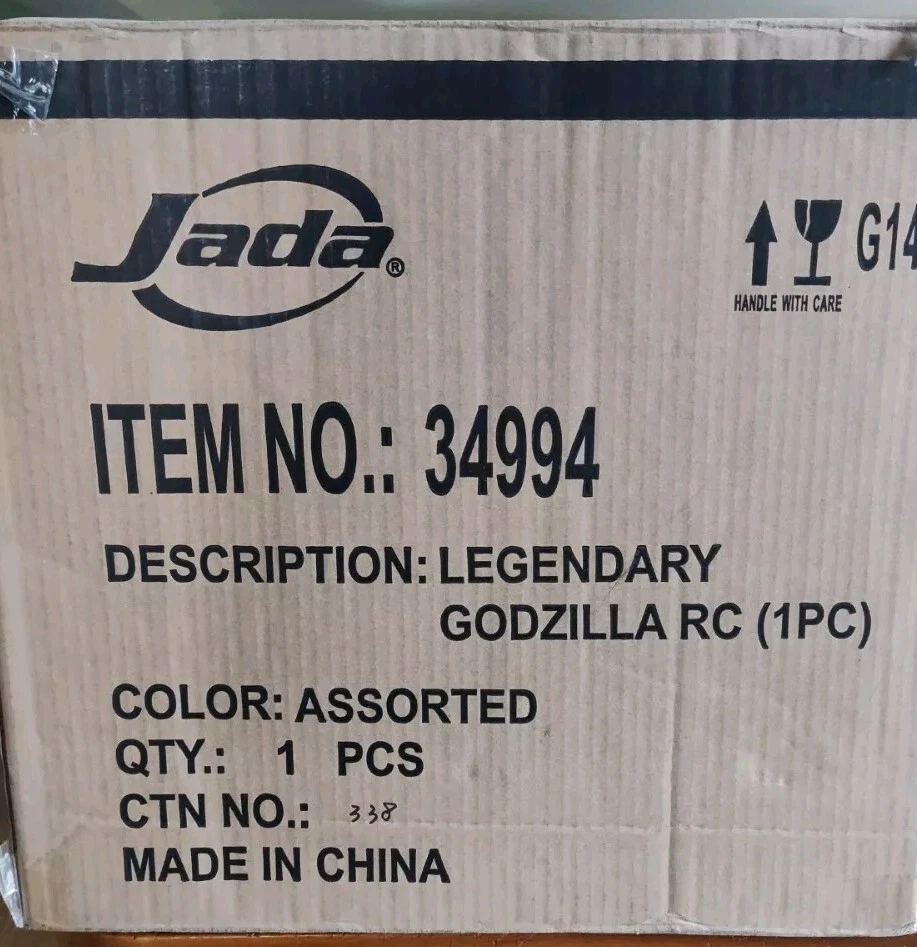 Jada®
G14
HANDLE WITH CARE
ITEM NO.: 34994
DESCRIPTION: LEGENDARY
GODZILLA RC (1PC)
COLOR: ASSORTED
QTY.: 1 PCS
CTN NO.: 338
MADE IN CHINA